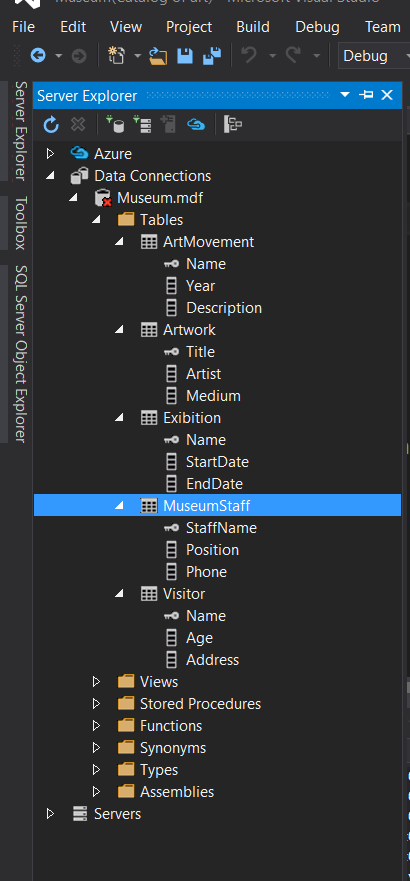 Museum(Catalog Of art) - Microsoft Visual Studio
File Edit View Project Build Debug Team
Debug
Server Explorer
Toolbox
SQL Server Object Explorer
Server Explorer
Azure
Data Connections
Museum.mdf
Tables
ArtMovement
Name
Year
Description
Artwork
Title
Artist
Medium
Exibition
Name
StartDate
EndDate
MuseumStaff
StaffName
Position
Phone
Visitor
Name
Age
Address
Views
Stored Procedures
Functions
Synonyms
Types
Assemblies
Servers